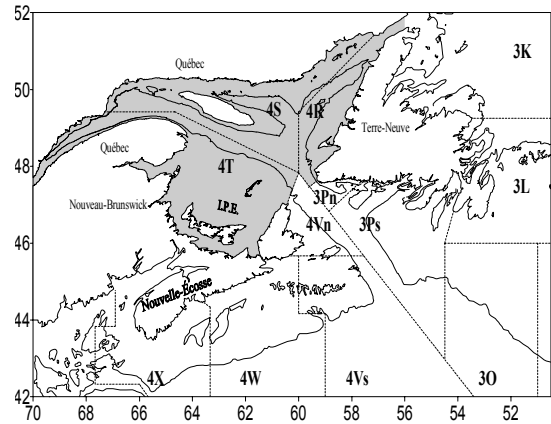 52
50
48
46
44
42
70 68 66 64 62 60 58 56 54 52
Québec
3K
4S
4R
Terre-Neuve
Québec
4T
3L
I.P.E.
3Pn
Nouveau-Brunswick
4Vn
3Ps
Nouvelle-Écosse
4X
4W
4Vs
3O